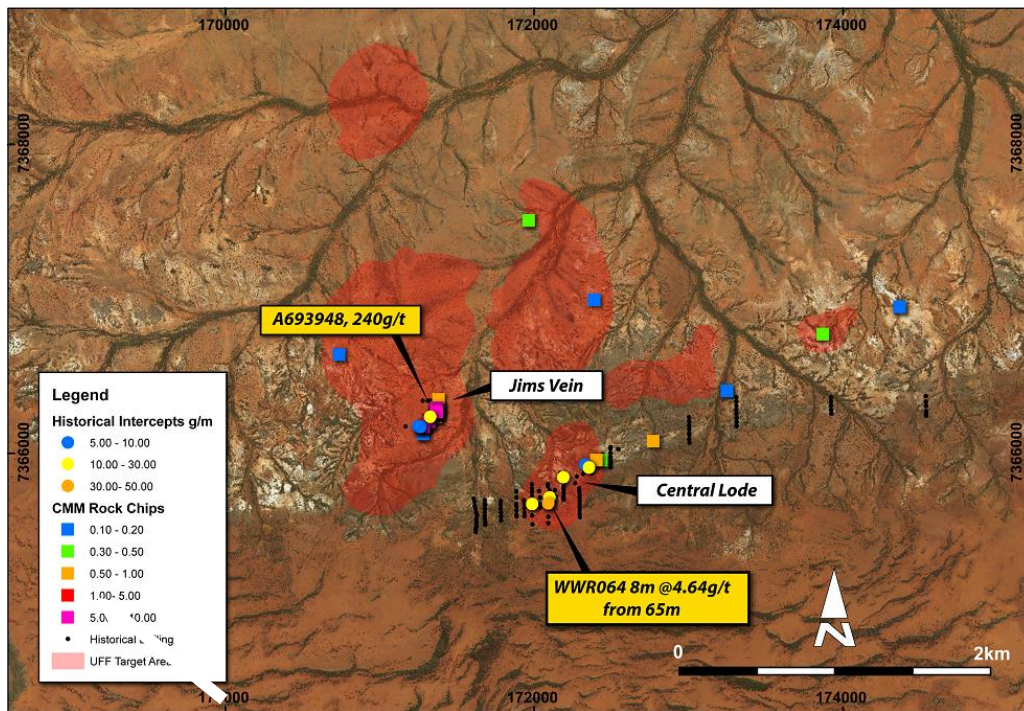 170000
172000
174000
7368000
7368000
A693948, 240g/t
Jims Vein
Legend
Historical Intercepts g/m
5.00 - 10.00
10.00 - 30.00
30.00 - 50.00
CMM Rock Chips
0.10 - 0.20
0.30 - 0.50
0.50 - 1.00
5.00
Historical
UFF Target Area
7366000
7366000
Central Lode
WWR064 8m @4.64g/t
from 65m
N
0
2km
172000
174000